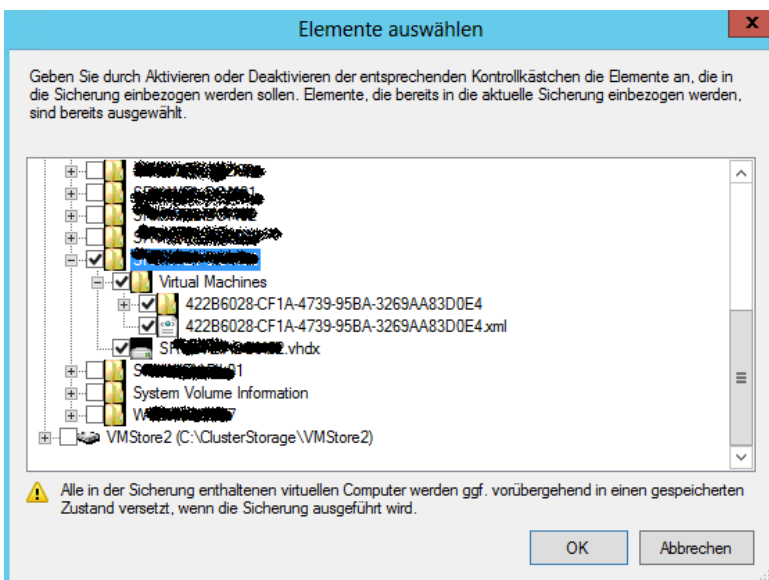 Elemente auswählen
x
Geben Sie durch Aktivieren oder Deaktivieren der entsprechenden Kontrollkästchen die Elemente an, die in
die Sicherung einbezogen werden sollen. Elemente, die bereits in die aktuelle Sicherung einbezogen werden,
sind bereits ausgewählt.
Virtual Machines
422B6028-CF1A-4739-95BA-3269AA83D0E4
422B6028-CF1A-4739-95BA-3269AA83D0E4.xml
.vhdx
System Volume Information
VMStore2 (C:\ClusterStorage\VMStore2)
Alle in der Sicherung enthaltenen virtuellen Computer werden ggf. vorübergehend in einen gespeicherten
Zustand versetzt, wenn die Sicherung ausgeführt wird.
OK
Abbrechen